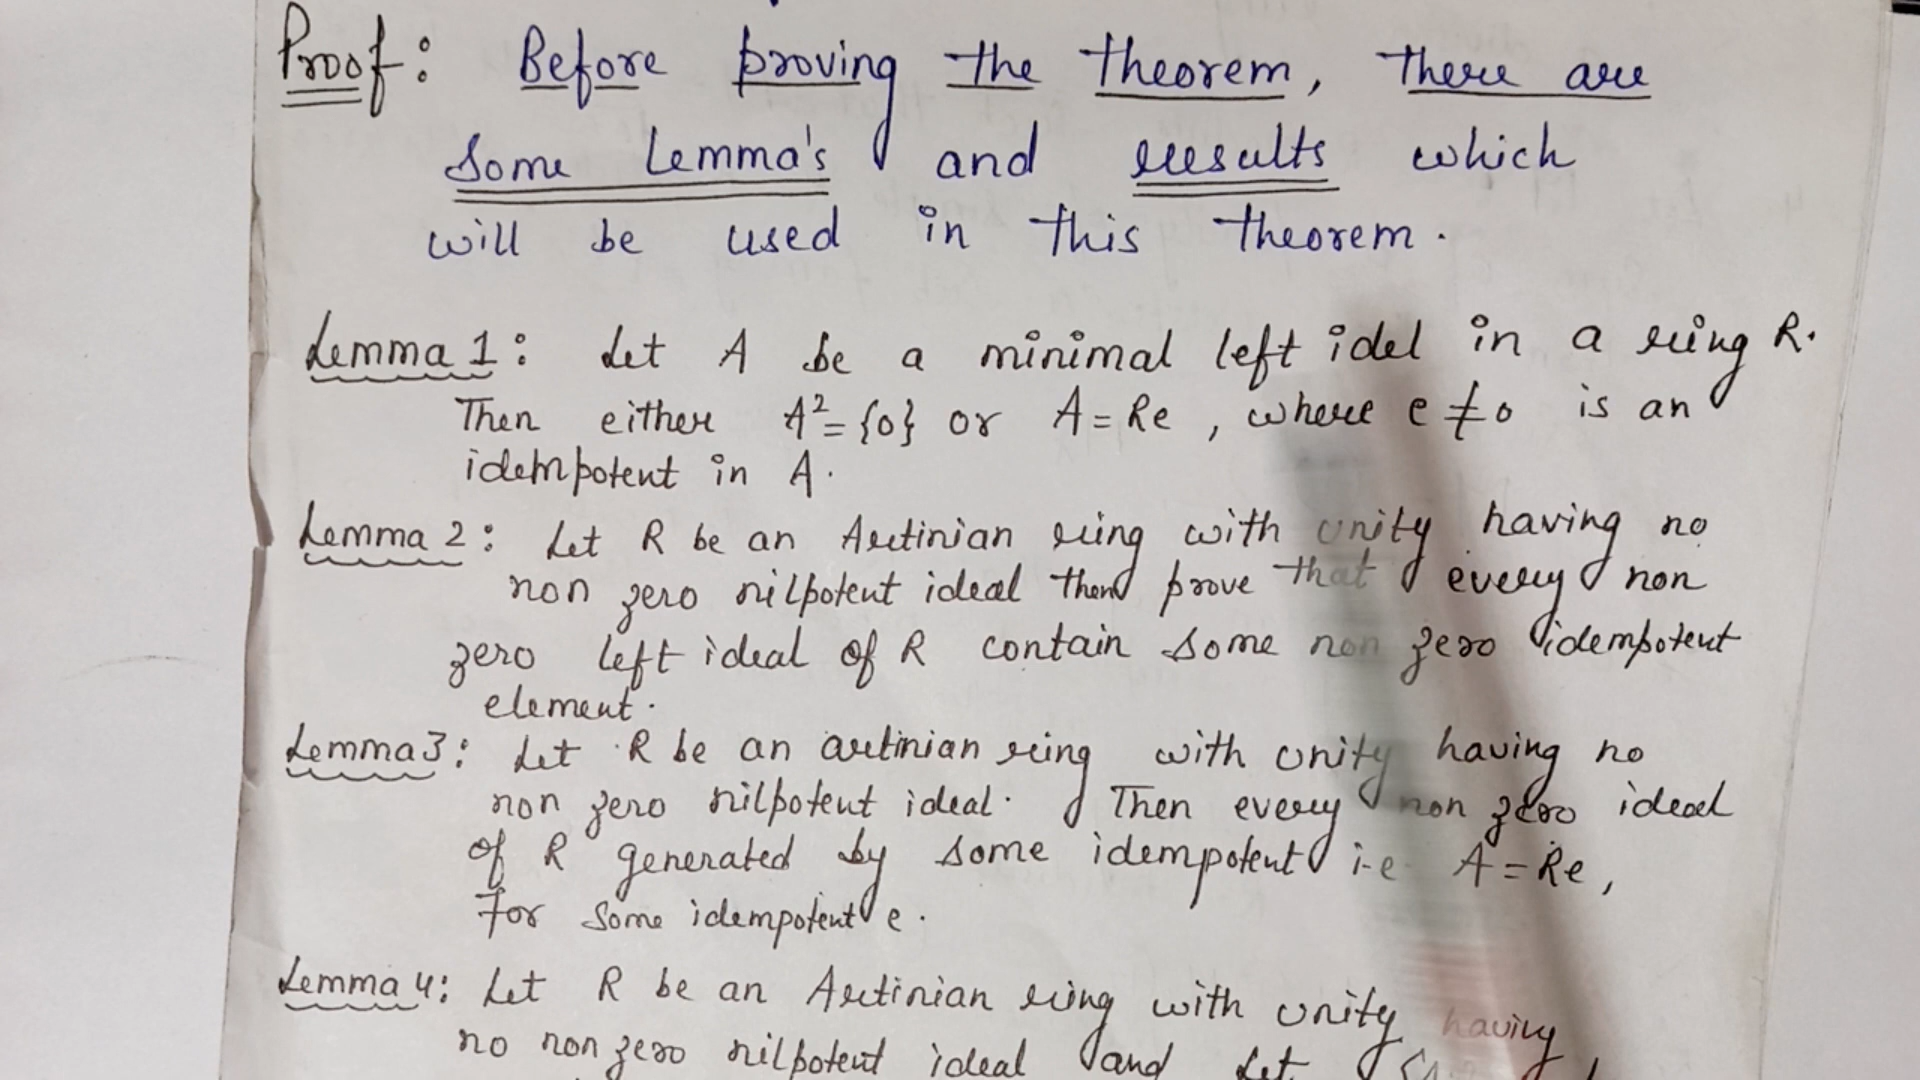 Proof: Before proving the theorem, there are
some Lemma's and results which
will be used in this theorem.
Lemma 1: Let A be a minimal left idel in a ring R.
Then either A²={0} or A=Re, where e≠0 is an
idempotent in A.
Lemma 2: Let R be an Artinian ring with unity having no
non zero nilpotent ideal then prove that every non
zero left ideal of R contain some non zero idempotent
element.
Lemma 3: Let R be an artinian ring with unity having no
non zero nilpotent ideal. Then every non zero ideal
of R generated by some idempotent i.e A=Re,
for some idempotent e.
Lemma 4: Let R be an Artinian ring with unity having
no non zero nilpotent ideal and Let